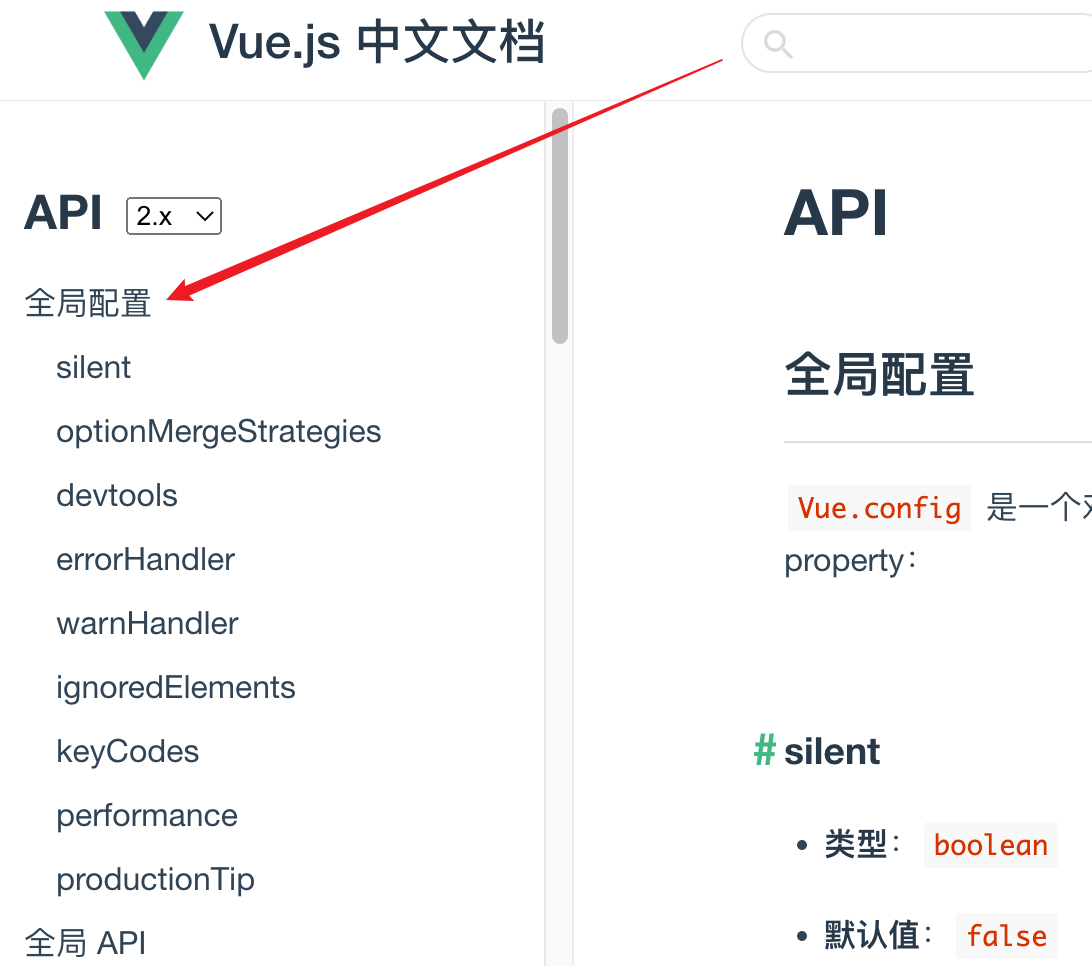 Vue.js 中文文档
API 2.x
全局配置
silent
optionMergeStrategies
devtools
errorHandler
warnHandler
ignoredElements
keyCodes
performance
productionTip
全局 API
API
全局配置
Vue.config 是一个
property：
# silent
• 类型： boolean
• 默认值： false